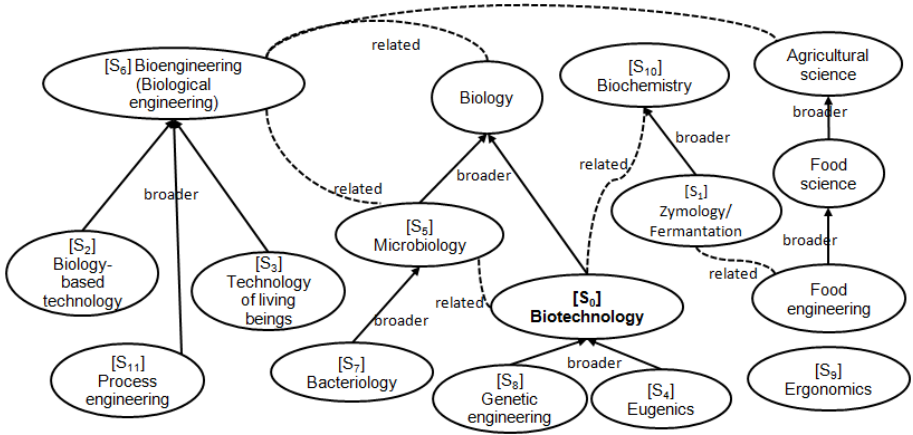 related
[S6] Bioengineering
(Biological
engineering)
Biology
[S10]
Biochemistry
Agricultural
science
broader
broader
related
broader
related
broader
Food
science
[S1]
Zymology/
Fermantation
[S5]
Microbiology
broader
related
[S2]
Biology-
based
technology
[S3]
Technology
of living
beings
related
[S0]
Biotechnology
Food
engineering
broader
[S11]
Process
engineering
[S7]
Bacteriology
broader
[S8]
Genetic
engineering
[S4]
Eugenics
[S9]
Ergonomics